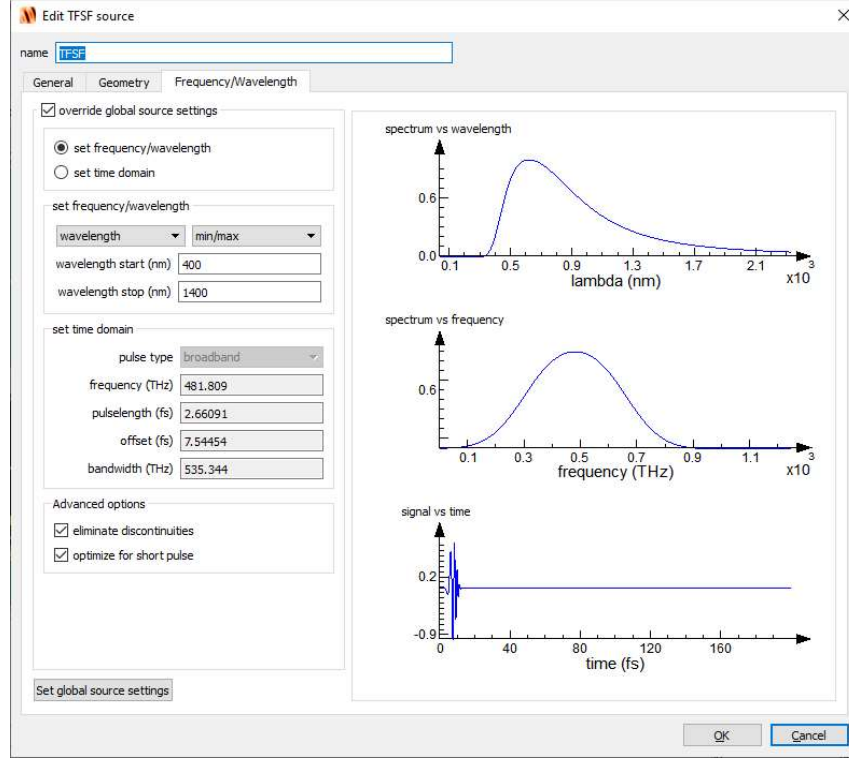 Edit TFSF source
name TFSF
General Geometry Frequency/Wavelength
override global source settings
set frequency/wavelength
set time domain
set frequency/wavelength
wavelength min/max
wavelength start (nm) 400
wavelength stop (nm) 1400
set time domain
pulse type broadband
frequency (THz) 481.809
pulselength (fs) 2.66091
offset (fs) 7.54454
bandwidth (THz) 535.344
Advanced options
eliminate discontinuities
optimize for short pulse
Set global source settings
spectrum vs wavelength
0.6
0.0
0.1 0.5 0.9 1.3 1.7 2.1 3
lambda (nm) x10
spectrum vs frequency
0.6
0.1 0.3 0.5 0.7 0.9 1.1 3
frequency (THz) x10
signal vs time
0.2
-0.9
0 40 80 120 160
time (fs)
OK Cancel